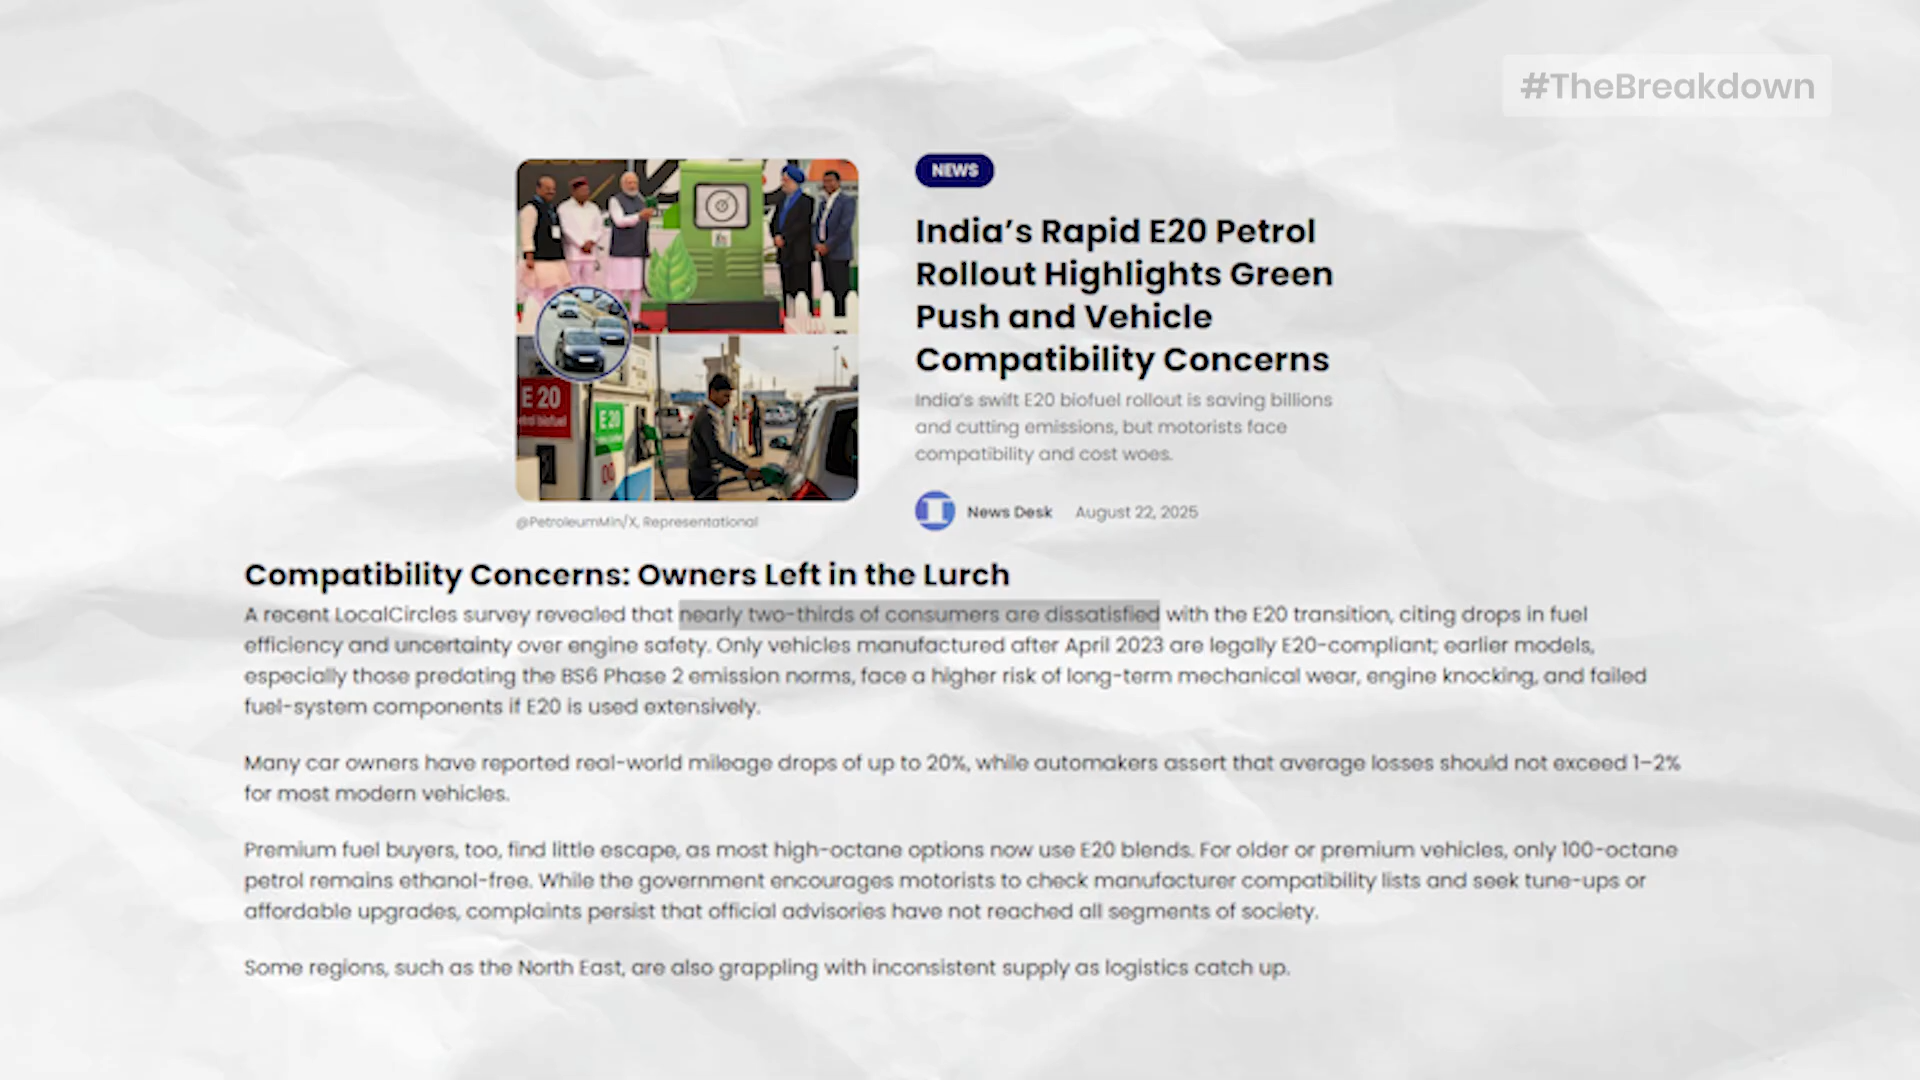 #TheBreakdown
NEWS
India's Rapid E20 Petrol
Rollout Highlights Green
Push and Vehicle
Compatibility Concerns
India's swift E20 biofuel rollout is saving billions
and cutting emissions, but motorists face
compatibility and cost woes.
News Desk August 22, 2025
E 20
E 20
@PetroleumMin/X, Representational
Compatibility Concerns: Owners Left in the Lurch
A recent LocalCircles survey revealed that nearly two-thirds of consumers are dissatisfied with the E20 transition, citing drops in fuel
efficiency and uncertainty over engine safety. Only vehicles manufactured after April 2023 are legally E20-compliant; earlier models,
especially those predating the BS6 Phase 2 emission norms, face a higher risk of long-term mechanical wear, engine knocking, and failed
fuel-system components if E20 is used extensively.
Many car owners have reported real-world mileage drops of up to 20%, while automakers assert that average losses should not exceed 1–2%
for most modern vehicles.
Premium fuel buyers, too, find little escape, as most high-octane options now use E20 blends. For older or premium vehicles, only 100-octane
petrol remains ethanol-free. While the government encourages motorists to check manufacturer compatibility lists and seek tune-ups or
affordable upgrades, complaints persist that official advisories have not reached all segments of society.
Some regions, such as the North East, are also grappling with inconsistent supply as logistics catch up.